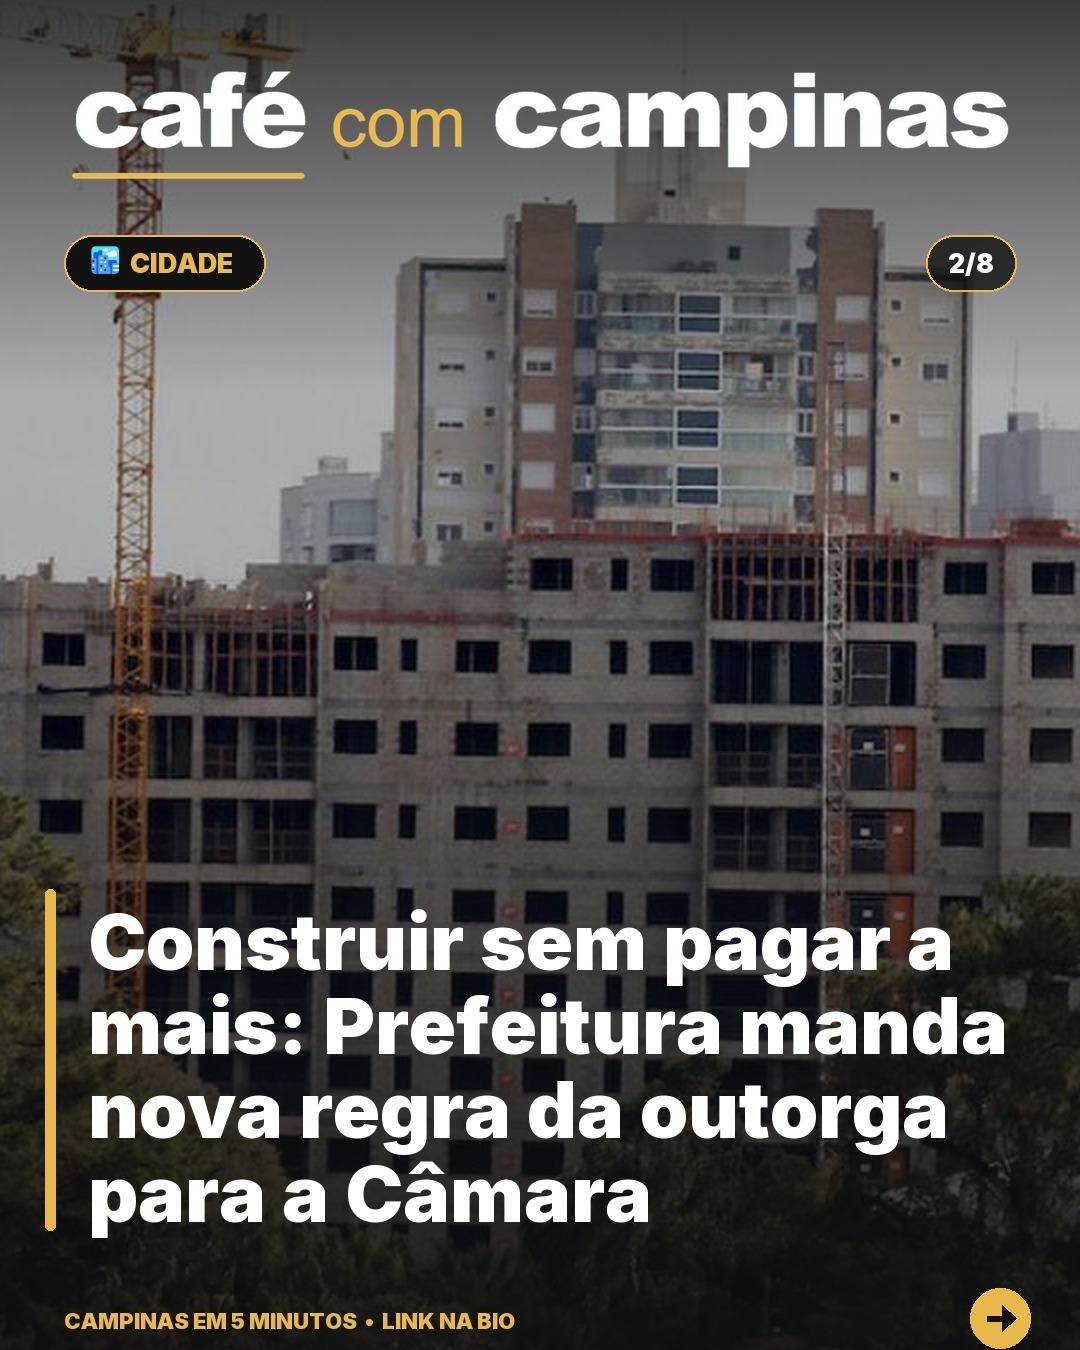 café com campinas
CIDADE
2/8
Construir sem pagar a
mais: Prefeitura manda
nova regra da outorga
para a Câmara
CAMPINAS EM 5 MINUTOS • LINK NA BIO